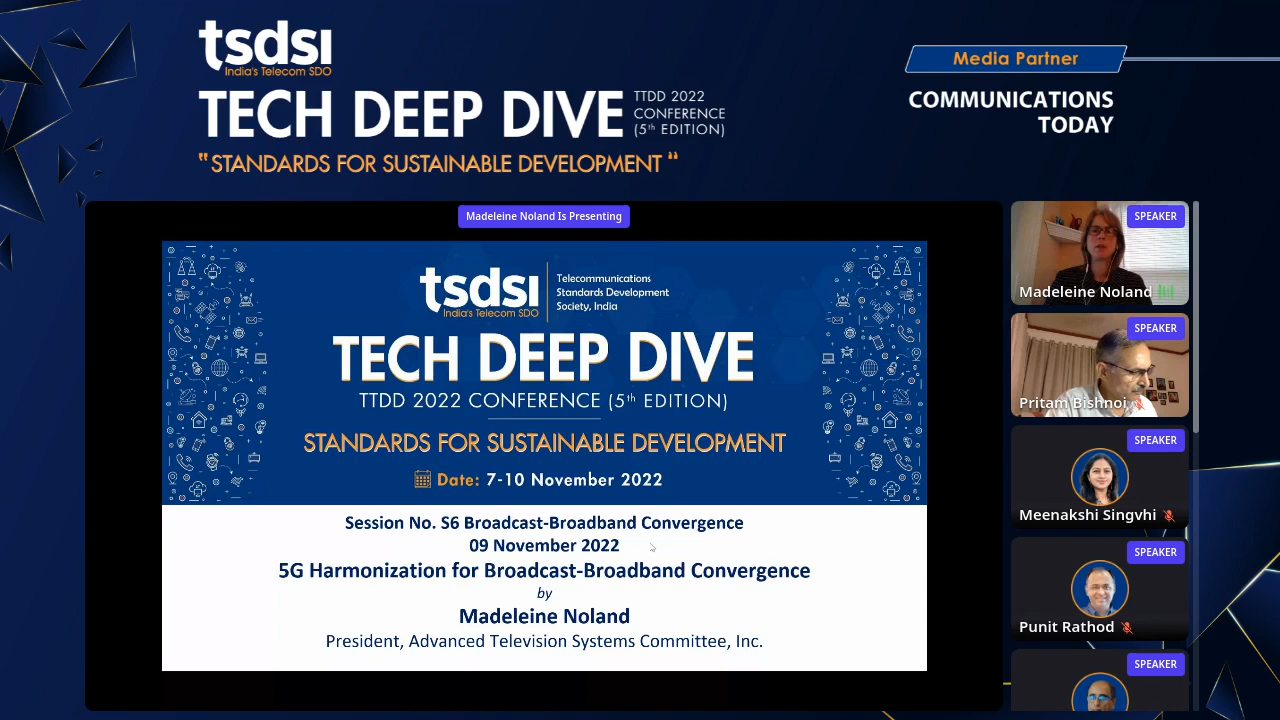 tsdsi
India's Telecom SDO
TECH DEEP DIVE
TTDD 2022
CONFERENCE
(5th EDITION)
"STANDARDS FOR SUSTAINABLE DEVELOPMENT"
Media Partner
COMMUNICATIONS
TODAY
Madeleine Noland Is Presenting
tsdsi
India's Telecom SDO
Telecommunications
Standards Development
Society, India
TECH DEEP DIVE
TTDD 2022 CONFERENCE (5th EDITION)
STANDARDS FOR SUSTAINABLE DEVELOPMENT
Date: 7-10 November 2022
Session No. S6 Broadcast-Broadband Convergence
09 November 2022
5G Harmonization for Broadcast-Broadband Convergence
by
Madeleine Noland
President, Advanced Television Systems Committee, Inc.
SPEAKER
Madeleine Noland
SPEAKER
Pritam Bishnoi
SPEAKER
Meenakshi Singvhi
SPEAKER
Punit Rathod
SPEAKER